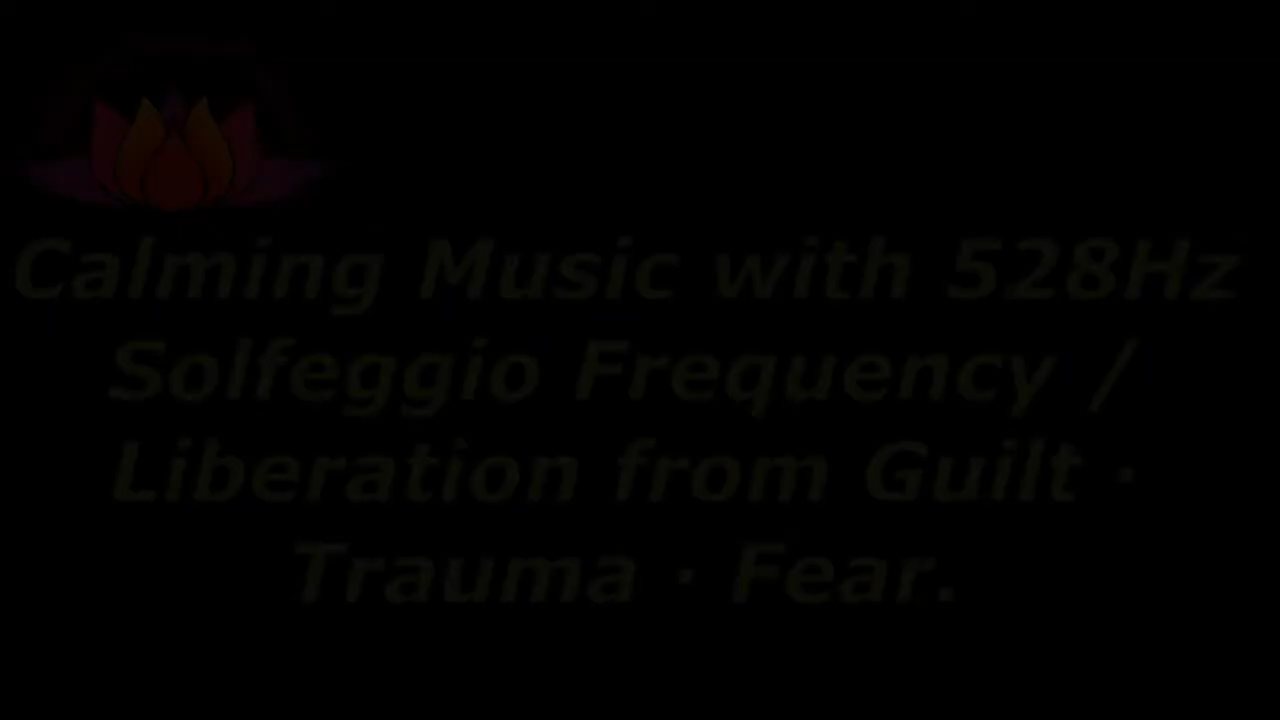 Calming Music with 528Hz
Solfeggio Frequency /
Liberation from Guilt ·
Trauma · Fear.